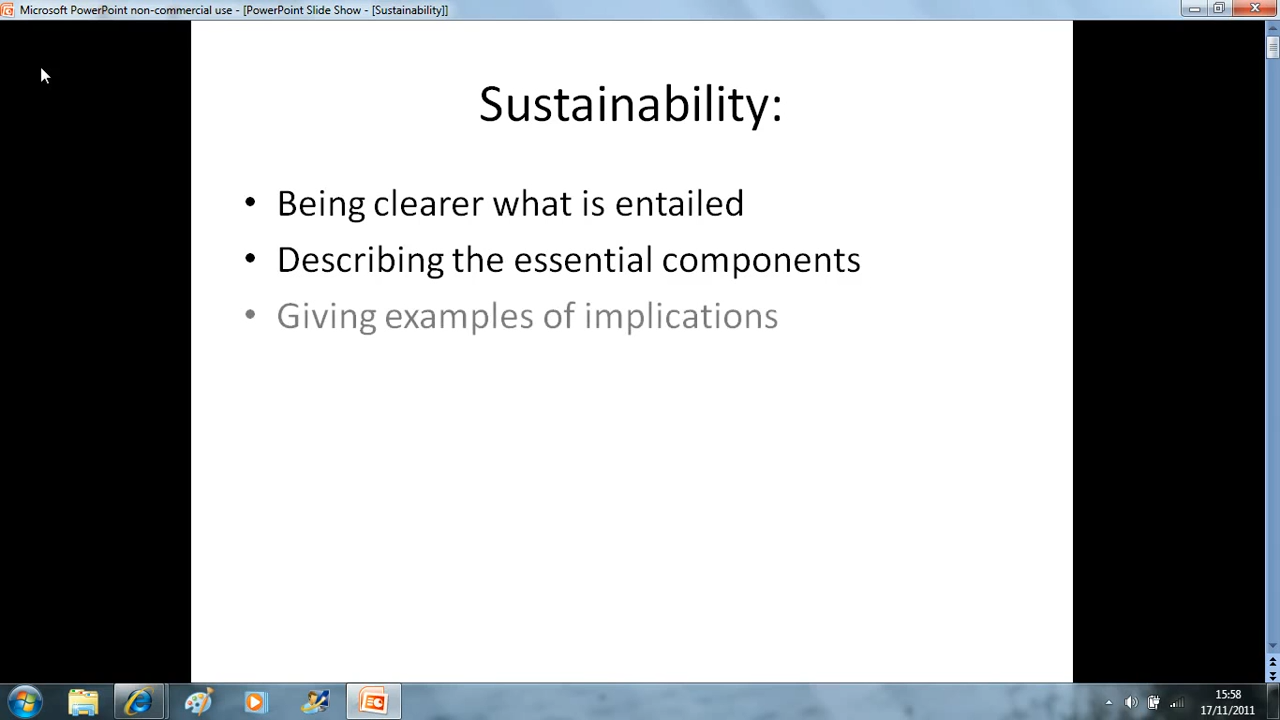 Microsoft PowerPoint non-commercial use - [PowerPoint Slide Show - [Sustainability]]
Sustainability:
• Being clearer what is entailed
• Describing the essential components
• Giving examples of implications
15:58
17/11/2011